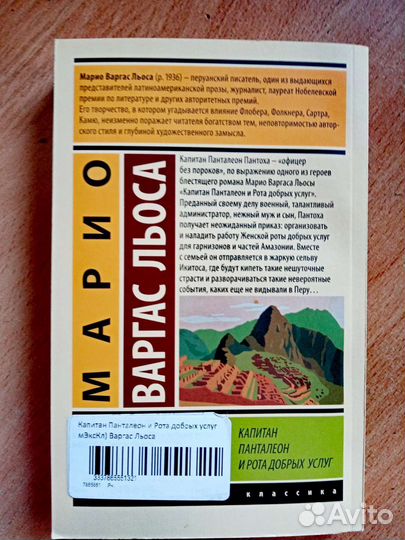 Марио Варгас Льоса (р. 1936) – перуанский писатель, один из выдающихся
представителей латиноамериканской прозы, журналист, лауреат Нобелевской
премии по литературе и других авторитетных премий.
Его творчество, в котором угадывается влияние Флобера, Фолкнера, Сартра,
Камю, неизменно поражает читателя богатством тем, неповторимостью автор-
ского стиля и глубиной художественного замысла.
МАРИО
ВАРГАС ЛЬОСА
Капитан Панталеон Пантоха – «офицер
без пороков», по выражению одного из героев
блестящего романа Марио Варгаса Льосы
«Капитан Панталеон и Рота добрых услуг».
Преданный своему делу военный, талантливый
администратор, нежный муж и сын, Пантоха
получает неожиданный приказ: организовать
и наладить работу Женской роты добрых услуг
для гарнизонов и частей Амазонии. Вместе
с семьей он отправляется в жаркую сельву
Икитоса, где будут кипеть такие нешуточные
страсти и разворачиваться такие невероятные
события, каких еще не видывали в Перу...
Капитан Панталеон и Рота добрых услуг
мЭксКл) Варгас Льоса
3337865551321
КАПИТАН
ПАНТАЛЕОН
И РОТА ДОБРЫХ УСЛУГ
классика
Avito